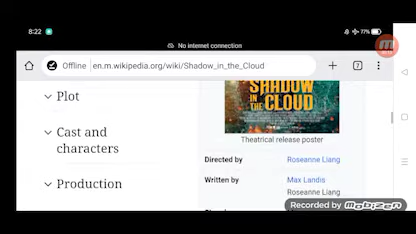 8:22
77%
No internet connection
Offline en.m.wikipedia.org/wiki/Shadow_in_the_Cloud
7
SHADOW
IN THE
CLOUD
Theatrical release poster
Plot
Cast and
characters
Production
Directed by Roseanne Liang
Written by Max Landis
Roseanne Liang
Recorded by Mobizen